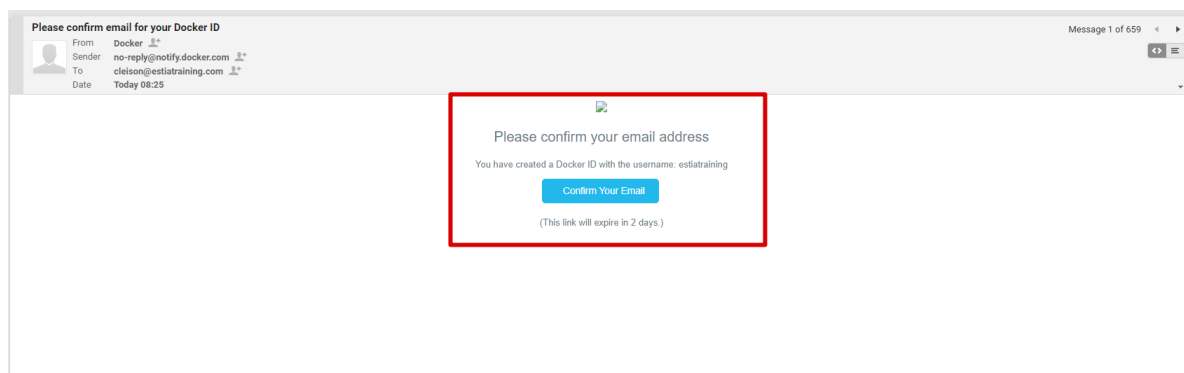 Please confirm email for your Docker ID
Message 1 of 659
From Docker
Sender no-reply@notify.docker.com
To cleison@estiatraining.com
Date Today 08:25
Please confirm your email address
You have created a Docker ID with the username: estiatraining
Confirm Your Email
(This link will expire in 2 days.)